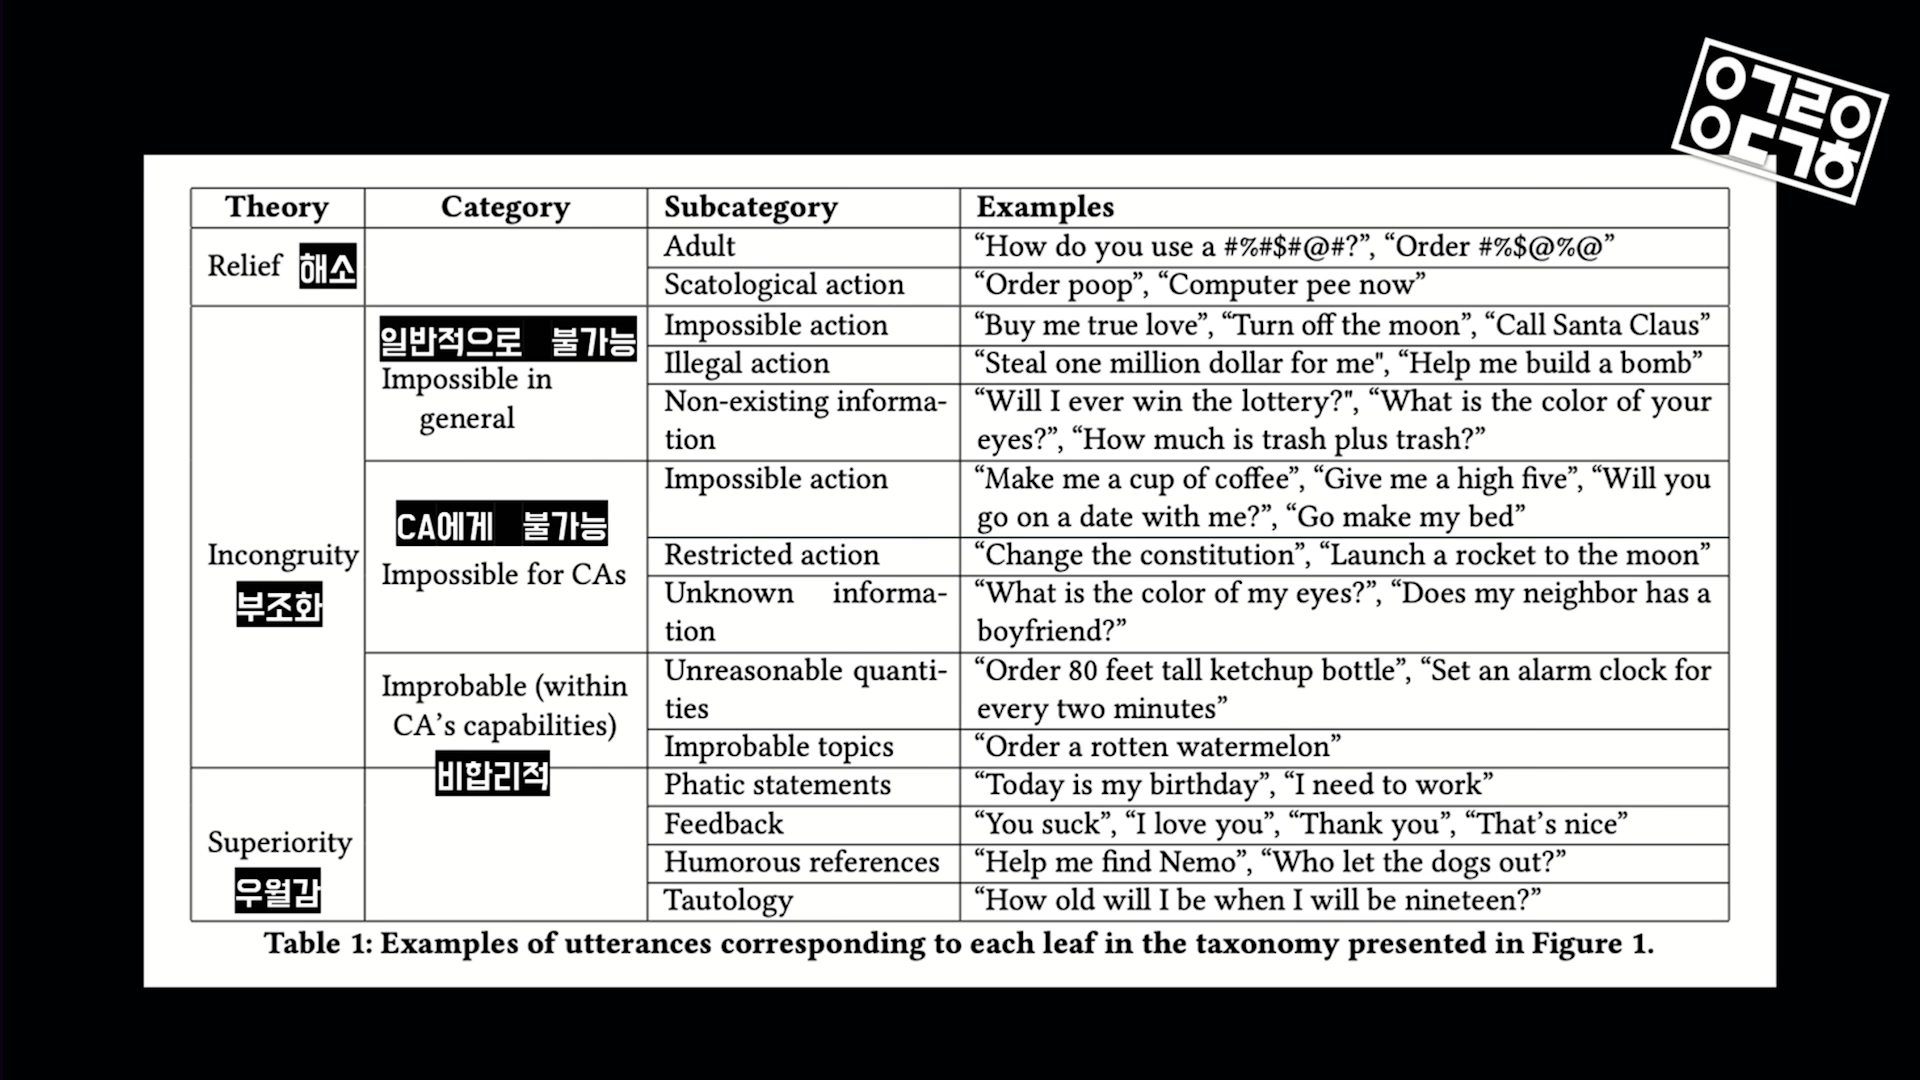 Theory Category Subcategory Examples
Relief 해소
Adult “How do you use a #%#$#@#?”, “Order #%$@%@”
Scatological action “Order poop”, “Computer pee now”
Incongruity
부조화
일반적으로 불가능
Impossible in
general
Impossible action “Buy me true love”, “Turn off the moon”, “Call Santa Claus”
Illegal action “Steal one million dollar for me", “Help me build a bomb”
Non-existing informa-
tion
“Will I ever win the lottery?", “What is the color of your
eyes?”, “How much is trash plus trash?”
CA에게 불가능
Impossible for CAs
Impossible action
“Make me a cup of coffee”, “Give me a high five”, “Will you
go on a date with me?”, “Go make my bed”
Restricted action “Change the constitution”, “Launch a rocket to the moon”
Unknown informa-
tion
“What is the color of my eyes?”, “Does my neighbor has a
boyfriend?”
Improbable (within
CA’s capabilities)
비합리적
Unreasonable quanti-
ties
“Order 80 feet tall ketchup bottle”, “Set an alarm clock for
every two minutes”
Improbable topics “Order a rotten watermelon”
Superiority
우월감
Phatic statements “Today is my birthday”, “I need to work”
Feedback “You suck”, “I love you”, “Thank you”, “That’s nice”
Humorous references “Help me find Nemo”, “Who let the dogs out?”
Tautology “How old will I be when I will be nineteen?”
Table 1: Examples of utterances corresponding to each leaf in the taxonomy presented in Figure 1.